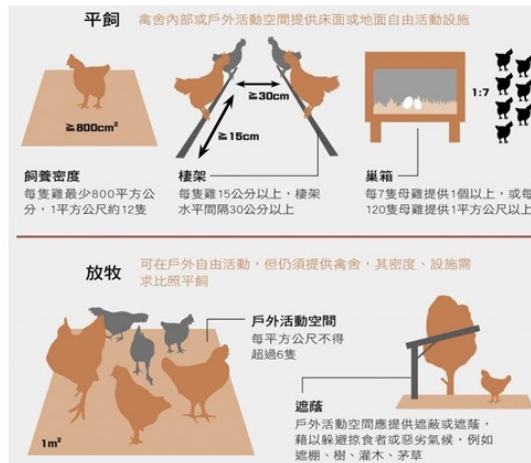 平飼 禽舍內部或戶外活動空間提供床面或地面自由活動設施
≧800cm²
≧30cm
≧15cm
1:7
飼養密度
每隻雞最少800平方公
分，1平方公尺約12隻
棲架
每隻雞15公分以上，棲架
水平間隔30公分以上
巢箱
每7隻母雞提供1個以上，或每
120隻母雞提供1平方公尺以上
放牧 可在戶外自由活動，但仍須提供禽舍，其密度、設施需
求比照平飼
戶外活動空間
每平方公尺不得
超過6隻
1m²
遮蔭
戶外活動空間應提供遮蔽或遮蔭，
藉以躲避掠食者或惡劣氣候，例如
遮棚、樹、灌木、茅草